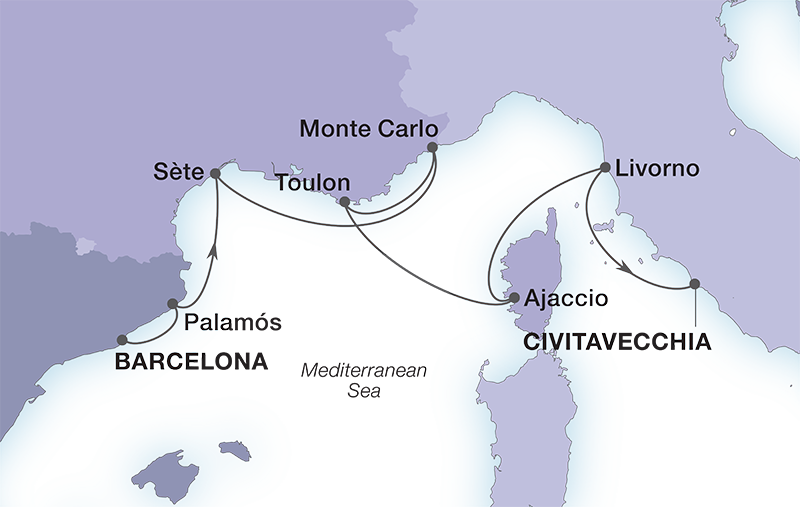 Monte Carlo
Sète
Toulon
Livorno
Ajaccio
Palamós
CIVITAVECCHIA
BARCELONA
Mediterranean
Sea